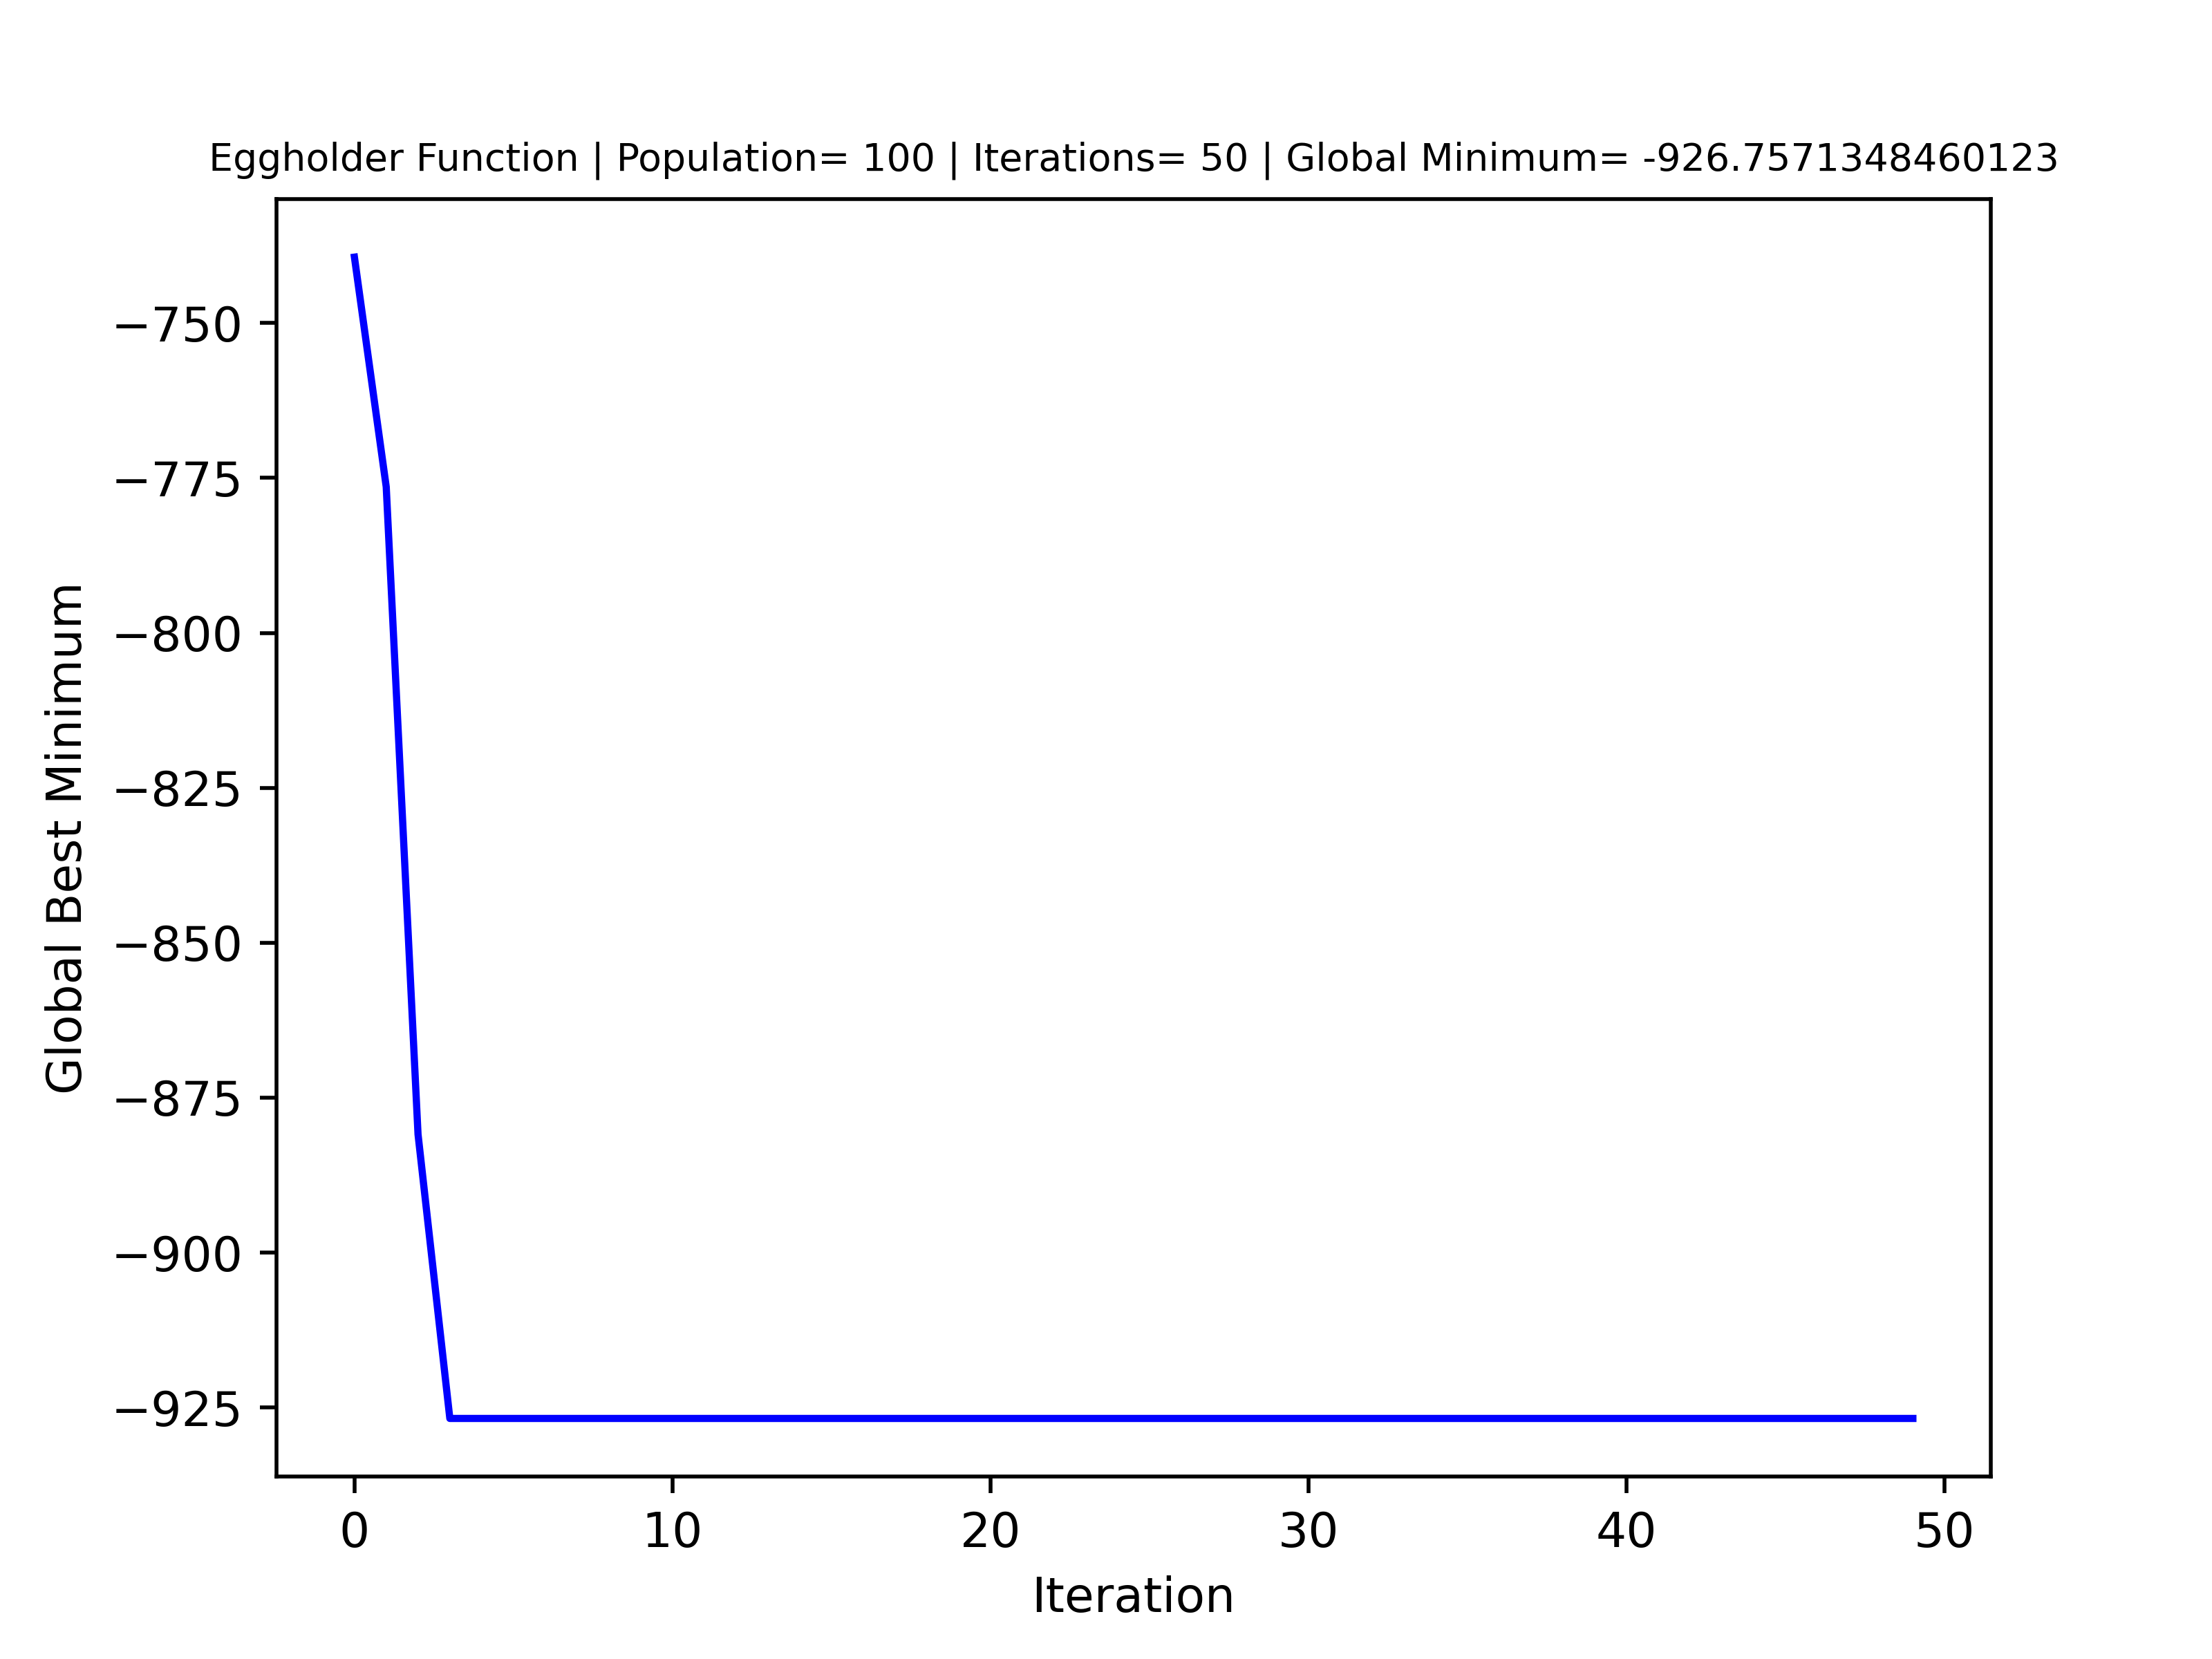 Eggholder Function | Population= 100 | Iterations= 50 | Global Minimum= -926.7571348460123
Global Best Minimum
−750
−775
−800
−825
−850
−875
−900
−925
0 10 20 30 40 50
Iteration